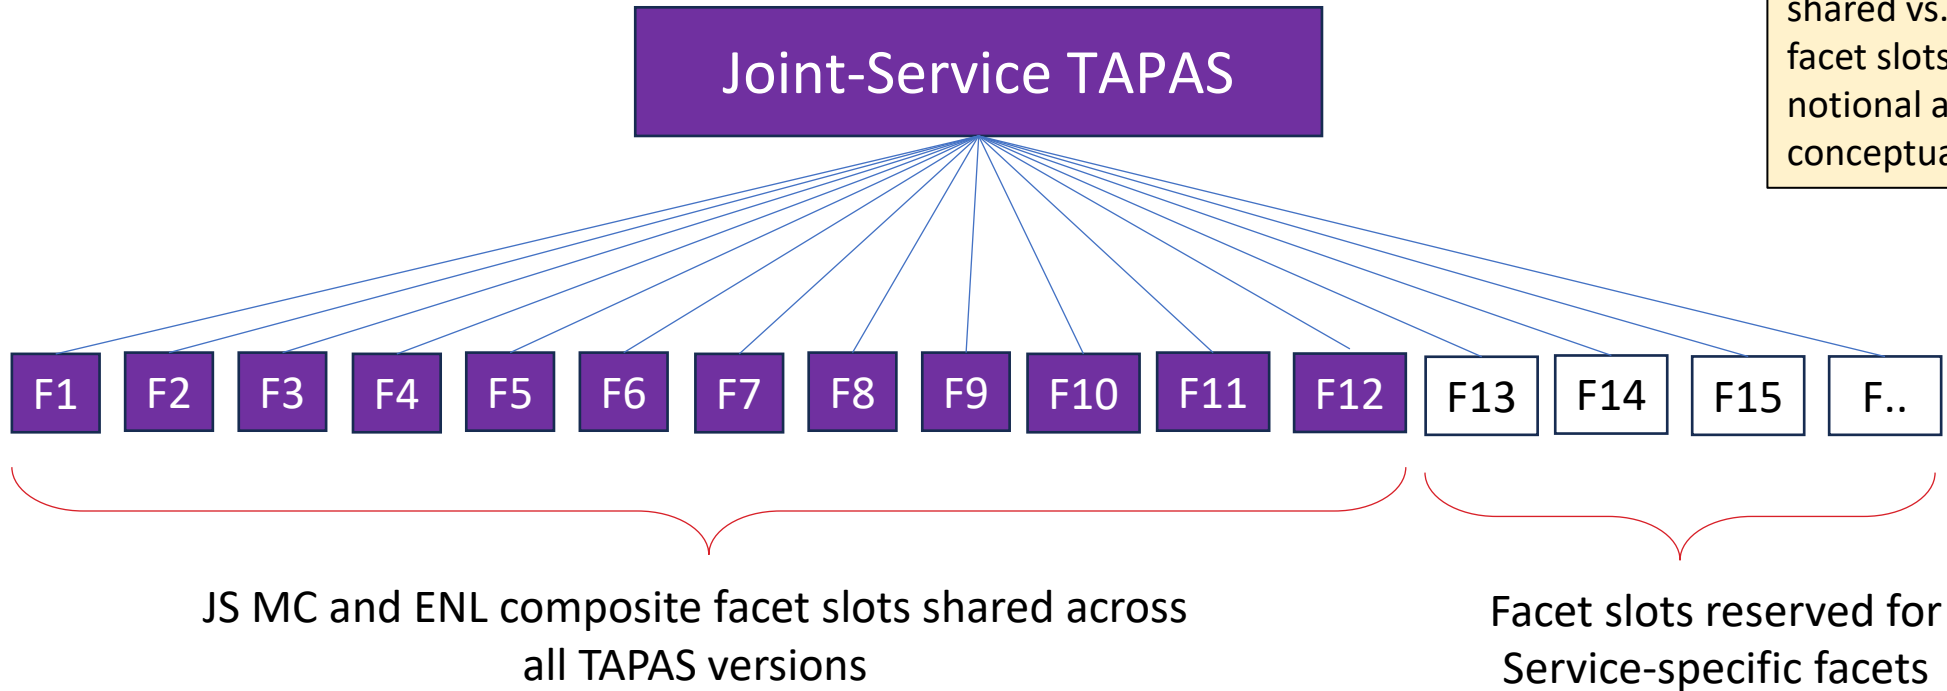 shared vs.
facet slots
notional a
conceptua
Joint-Service TAPAS
F1 F2 F3 F4 F5 F6 F7 F8 F9 F10 F11 F12 F13 F14 F15 F..
JS MC and ENL composite facet slots shared across
all TAPAS versions
Facet slots reserved for
Service-specific facets